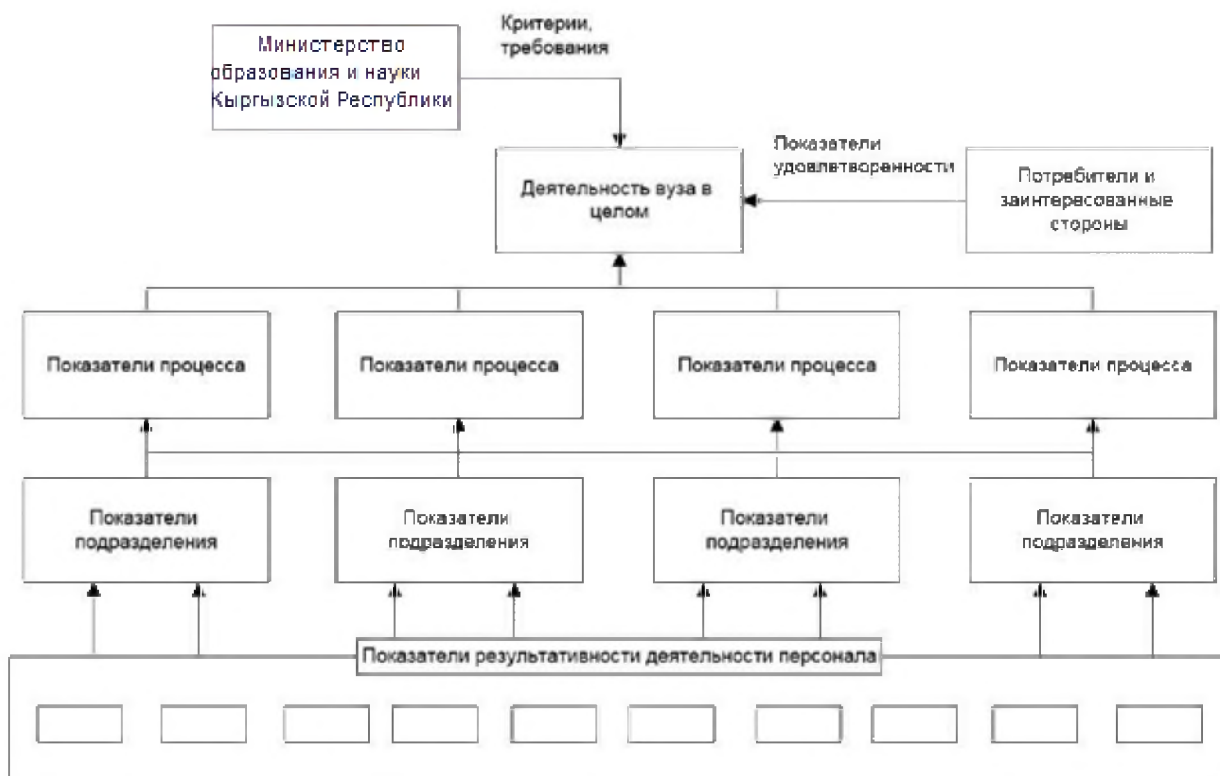 Министерство
образования и науки
Кыргызской Республики
Критерии,
требования
Деятельность вуза в
целом
Показатели
удовлетворенности
Потребители и
заинтересованные
стороны
Показатели процесса
Показатели процесса
Показатели процесса
Показатели процесса
Показатели
подразделения
Показатели
подразделения
Показатели
подразделения
Показатели
подразделения
Показатели результативности деятельности персонала